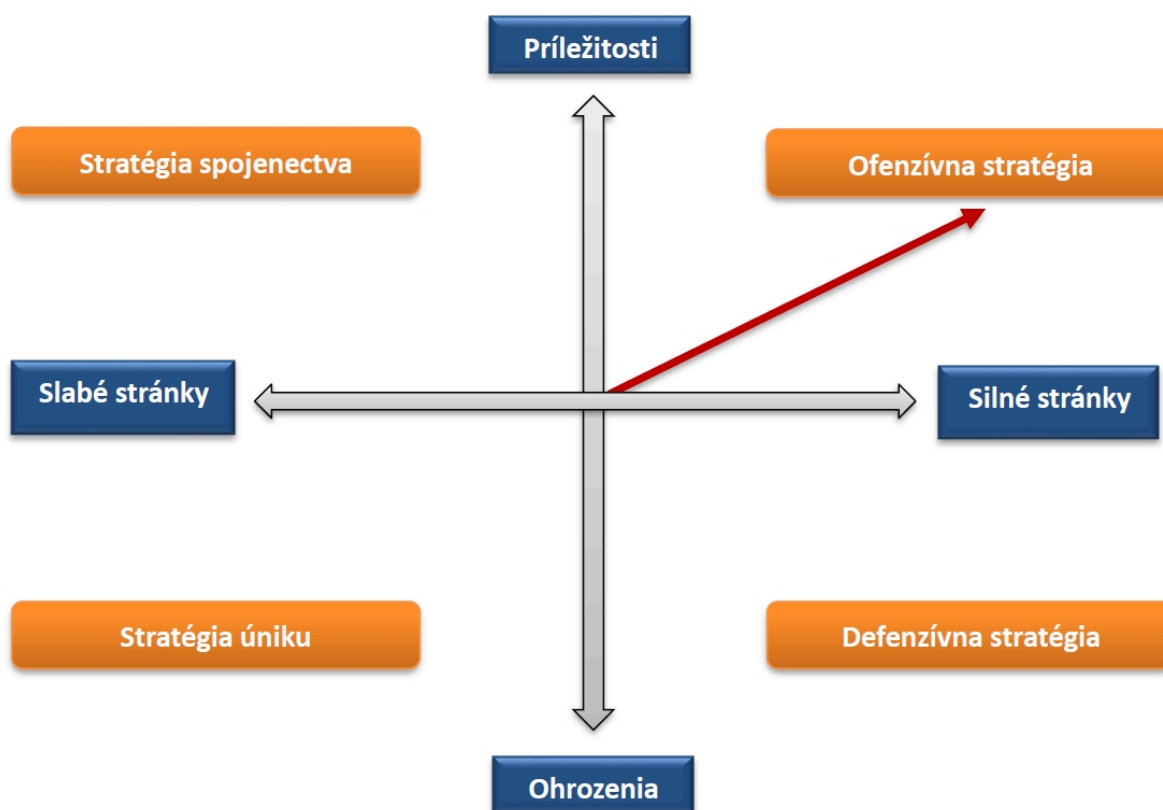 Príležitosti
Stratégia spojenectva
Ofenzívna stratégia
Slabé stránky
Silné stránky
Stratégia úniku
Defenzívna stratégia
Ohrozenia